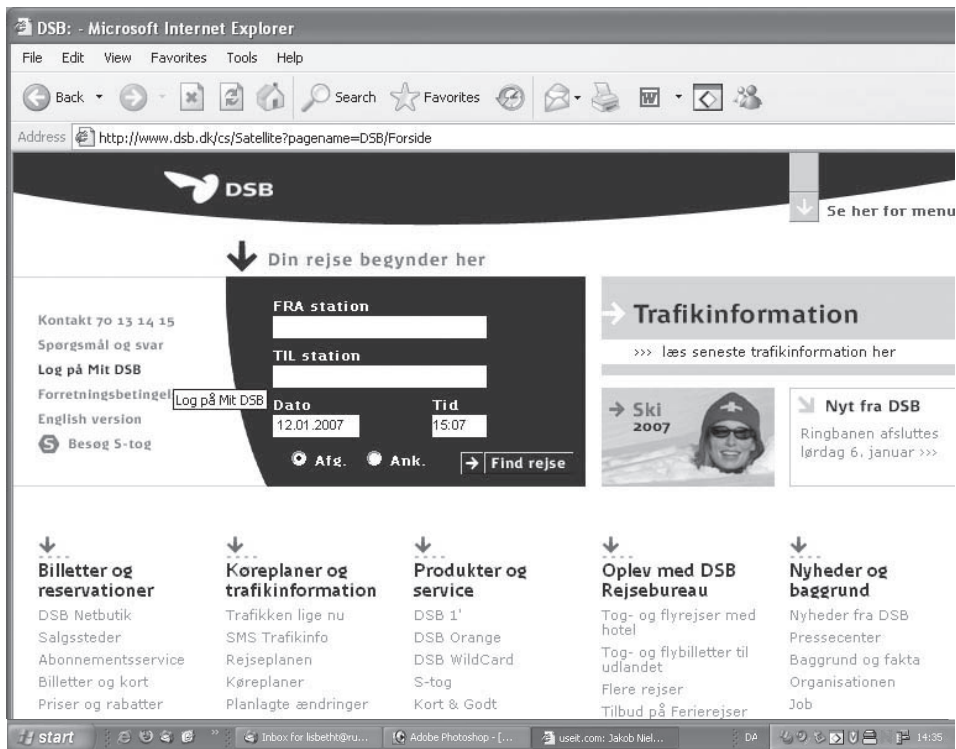 DSB: - Microsoft Internet Explorer
File Edit View Favorites Tools Help
Back Search Favorites
Address http://www.dsb.dk/cs/Satellite?pagename=DSB/Forside
DSB
Se her for menu
Din rejse begynder her
Kontakt 70 13 14 15
Spørgsmål og svar
Log på Mit DSB
Forretningsbetingel
Log på Mit DSB
English version
S Besøg S-tog
FRA station
TIL station
Dato Tid
12.01.2007 15:07
Afg. Ank. Find rejse
Trafikinformation
>>> læs seneste trafikinformation her
Ski
2007
Nyt fra DSB
Ringbanen afsluttes
lørdag 6. januar >>>
Billetter og
reservationer
DSB Netbutik
Salgssteder
Abonnementsservice
Billetter og kort
Priser og rabatter
Køreplaner og
trafikinformation
Trafikken lige nu
SMS Trafikinfo
Rejseplanen
Køreplaner
Planlagte ændringer
Produkter og
service
DSB 1'
DSB Orange
DSB WildCard
S-tog
Kort & Godt
Oplev med DSB
Rejsebureau
Tog- og flyrejser med
hotel
Tog- og flybilletter til
udlandet
Flere rejser
Tilbud på Ferierejser
Nyheder og
baggrund
Nyheder fra DSB
Pressecenter
Baggrund og fakta
Organisationen
Job
start Inbox for lisbetht@ru... Adobe Photoshop - [... useit.com: Jakob Niel... DA 14:35